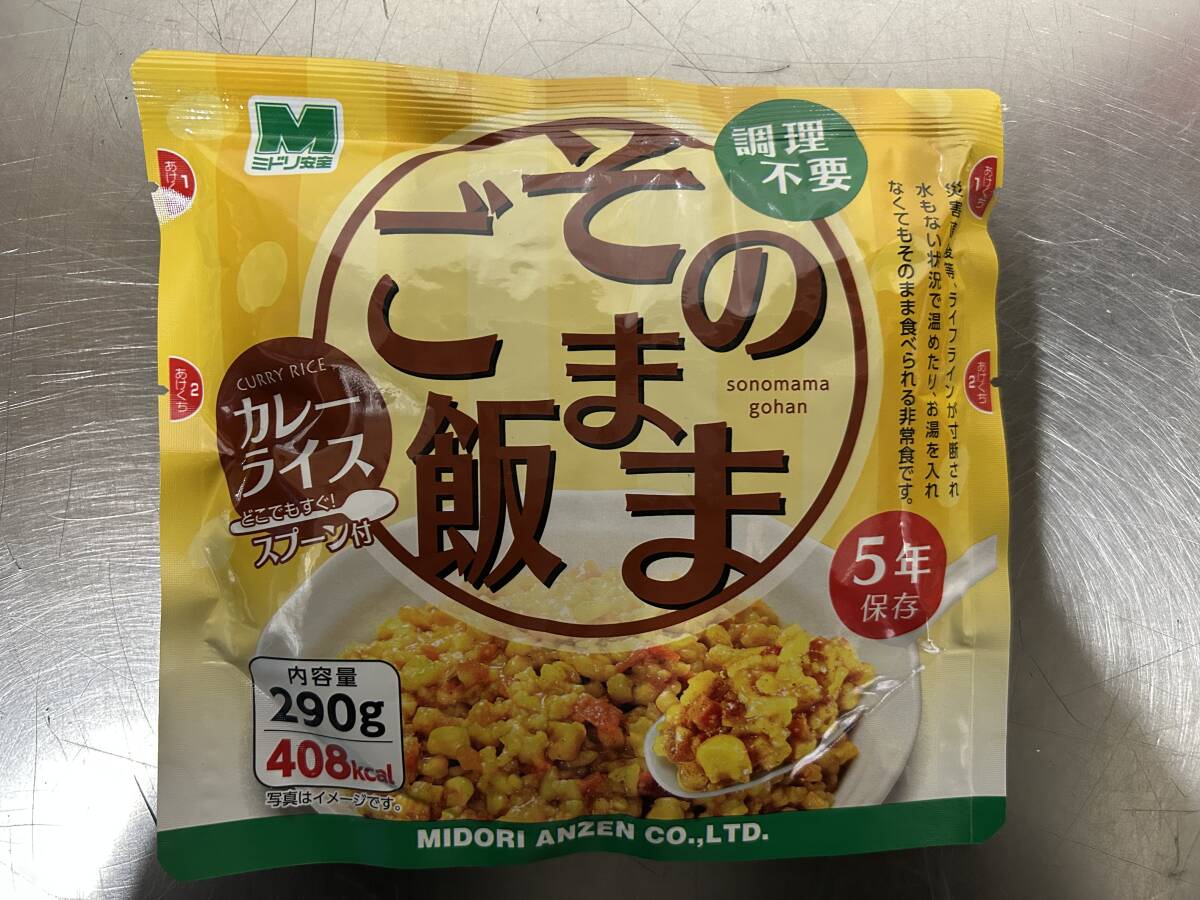 M
ミドリ安全
調理
不要
その
まま
ご飯
sonomama
gohan
災害直後等、ライフラインが寸断され
水もない状況で温めたり、お湯を入れ
なくてもそのまま食べられる非常食です。
あけくち
1
あけくち
1
あけくち
2
あけくち
2
CURRY RICE
カレー
ライス
どこでもすぐ!
スプーン付
5年
保存
内容量
290g
408kcal
写真はイメージです。
MIDORI ANZEN CO.,LTD.